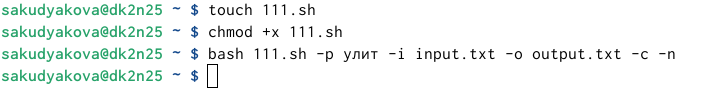 sakudyakova@dk2n25 ~ $ touch 111.sh
sakudyakova@dk2n25 ~ $ chmod +x 111.sh
sakudyakova@dk2n25 ~ $ bash 111.sh -p улит -i input.txt -o output.txt -c -n
sakudyakova@dk2n25 ~ $